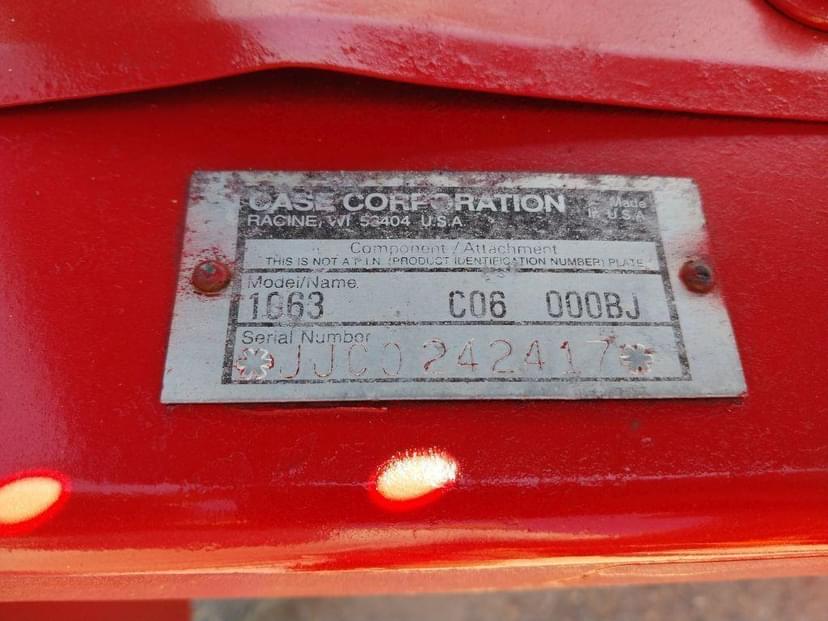 CASE CORPORATION
RACINE, WI 53404 U.S.A.
Made
in U.S.A.
Component / Attachment
THIS IS NOT A P.I.N. (PRODUCT IDENTIFICATION NUMBER) PLATE
Model/Name
1063 C06 000BJ
Serial Number
*JJC0242417*